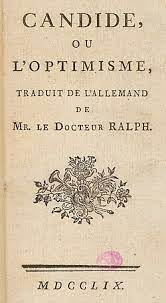 CANDIDE,
OU
L'OPTIMISME,
TRADUIT DE L'ALLEMAND
DE
MR. LE DOCTEUR RALPH.
MDCCLIX.